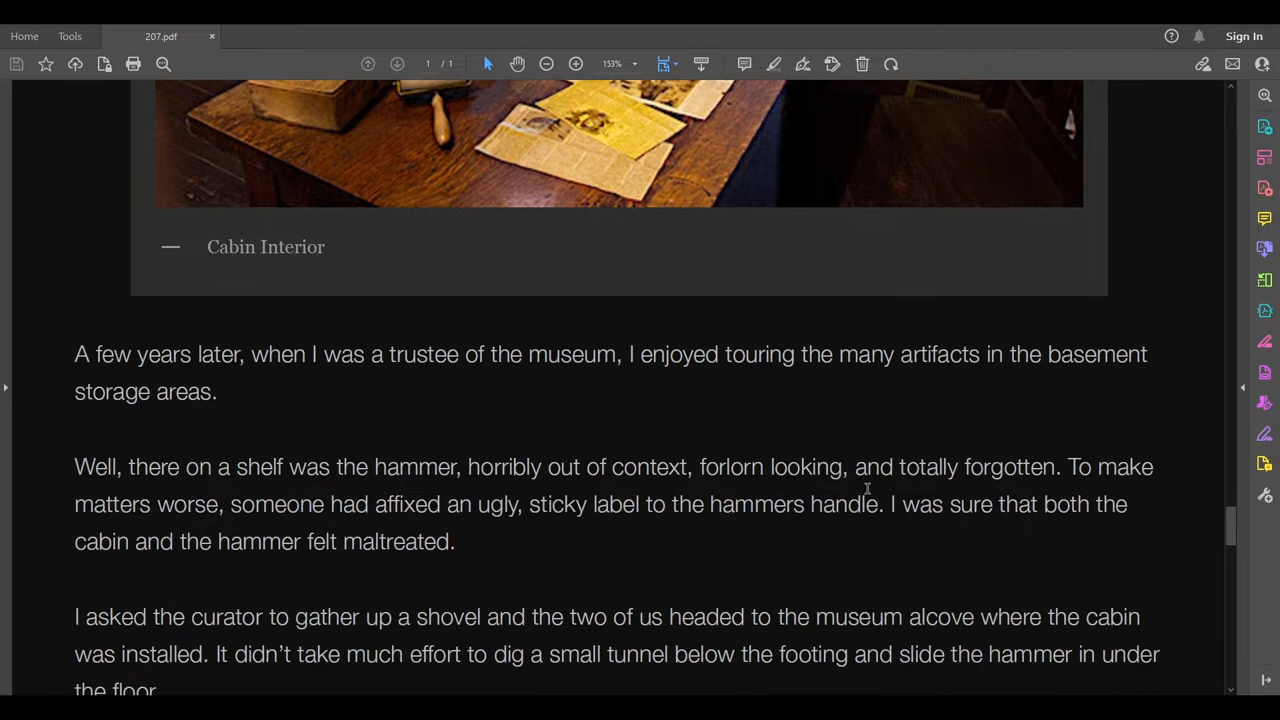 Home
Tools
207.pdf
Sign In
1 / 1
153%
— Cabin Interior
A few years later, when I was a trustee of the museum, I enjoyed touring the many artifacts in the basement
storage areas.
Well, there on a shelf was the hammer, horribly out of context, forlorn looking, and totally forgotten. To make
matters worse, someone had affixed an ugly, sticky label to the hammers handle. I was sure that both the
cabin and the hammer felt maltreated.
I asked the curator to gather up a shovel and the two of us headed to the museum alcove where the cabin
was installed. It didn’t take much effort to dig a small tunnel below the footing and slide the hammer in under
the floor.